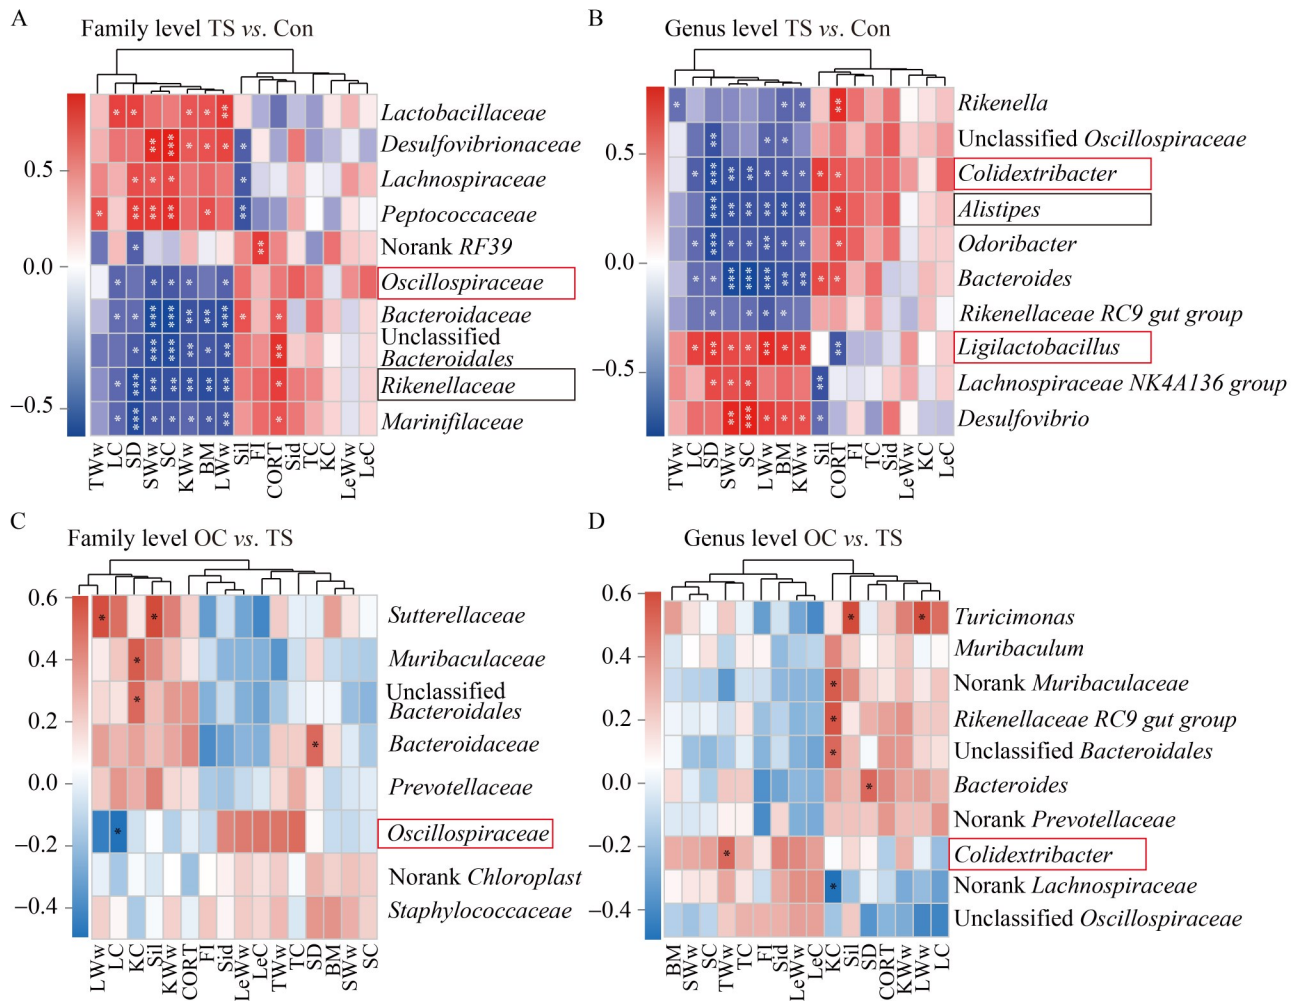 A
Family level TS vs. Con
0.5
0.0
−0.5
Lactobacillaceae
Desulfovibrionaceae
Lachnospiraceae
Peptococcaceae
Norank RF39
Oscillospiraceae
Bacteroidaceae
Unclassified
Bacteroidales
Rikenellaceae
Marinifilaceae
TWw LC SD SWw SC KWw BM LWw Sil FI CORT Sid TC KC LeWw LeC
B
Genus level TS vs. Con
0.5
0.0
−0.5
Rikenella
Unclassified Oscillospiraceae
Colidextribacter
Alistipes
Odoribacter
Bacteroides
Rikenellaceae RC9 gut group
Ligilactobacillus
Lachnospiraceae NK4A136 group
Desulfovibrio
TWw LC SD SWw SC LWw BM KWw Sil CORT FI TC Sid LeWw KC LeC
C
Family level OC vs. TS
0.6
0.4
0.2
0.0
−0.2
−0.4
Sutterellaceae
Muribaculaceae
Unclassified
Bacteroidales
Bacteroidaceae
Prevotellaceae
Oscillospiraceae
Norank Chloroplast
Staphylococcaceae
LWw LC KC Sil KWw CORT FI Sid LeWw LeC TWw TC SD BM SWw SC
D
Genus level OC vs. TS
0.6
0.4
0.2
0.0
−0.2
−0.4
Turicimonas
Muribaculum
Norank Muribaculaceae
Rikenellaceae RC9 gut group
Unclassified Bacteroidales
Bacteroides
Norank Prevotellaceae
Colidextribacter
Norank Lachnospiraceae
Unclassified Oscillospiraceae
BM SWw SC TWw TC FI Sid LeWw LeC KC Sil SD CORT KWw LWw LC